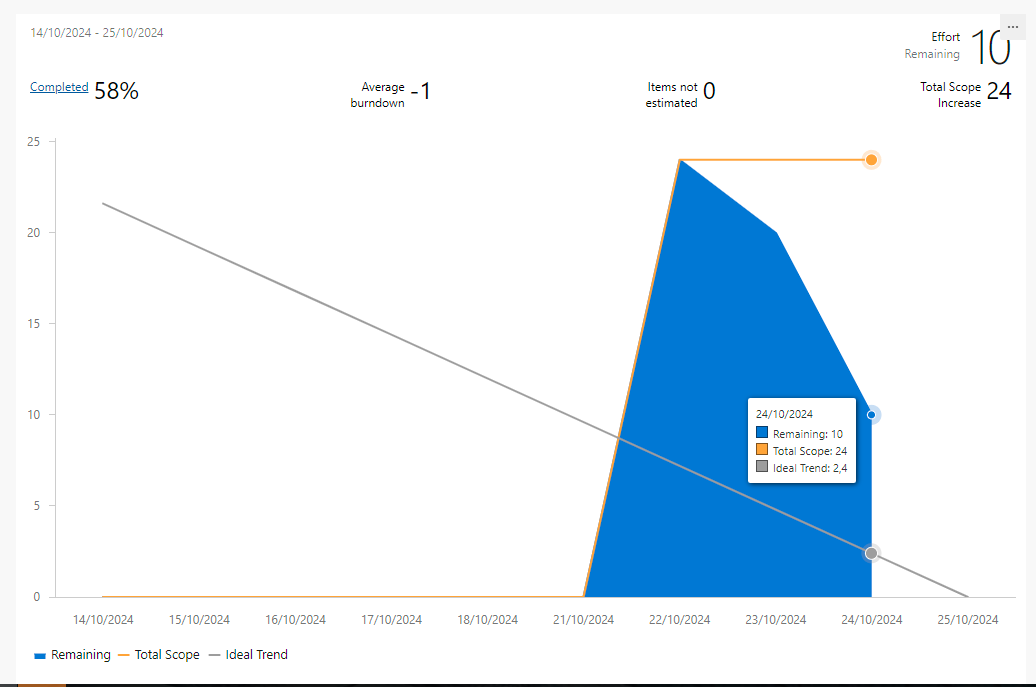 14/10/2024 - 25/10/2024
Effort
Remaining
10
...
Completed 58%
Average
burndown
-1
Items not
estimated
0
Total Scope
Increase
24
25
20
15
10
5
0
24/10/2024
Remaining: 10
Total Scope: 24
Ideal Trend: 2,4
14/10/2024 15/10/2024 16/10/2024 17/10/2024 18/10/2024 21/10/2024 22/10/2024 23/10/2024 24/10/2024 25/10/2024
Remaining Total Scope Ideal Trend